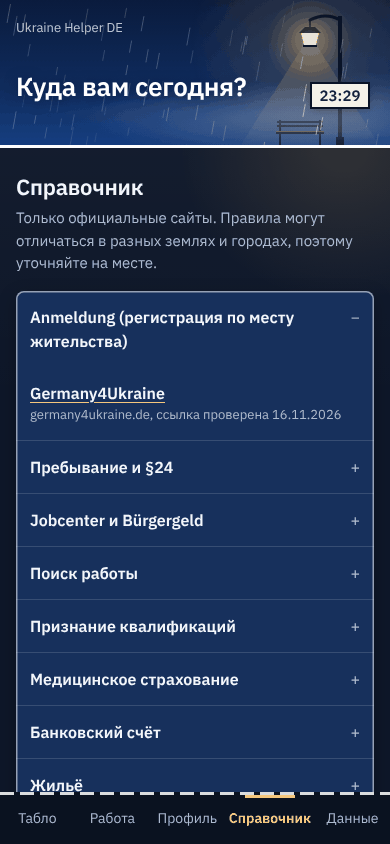 Ukraine Helper DE
Куда вам сегодня?
23:29
Справочник
Только официальные сайты. Правила могут
отличаться в разных землях и городах, поэтому
уточняйте на месте.
Anmeldung (регистрация по месту
жительства)
−
Germany4Ukraine
germany4ukraine.de, ссылка проверена 16.11.2026
Пребывание и §24
+
Jobcenter и Bürgergeld
+
Поиск работы
+
Признание квалификаций
+
Медицинское страхование
+
Банковский счёт
+
Жильё
+
Табло Работа Профиль Справочник Данные